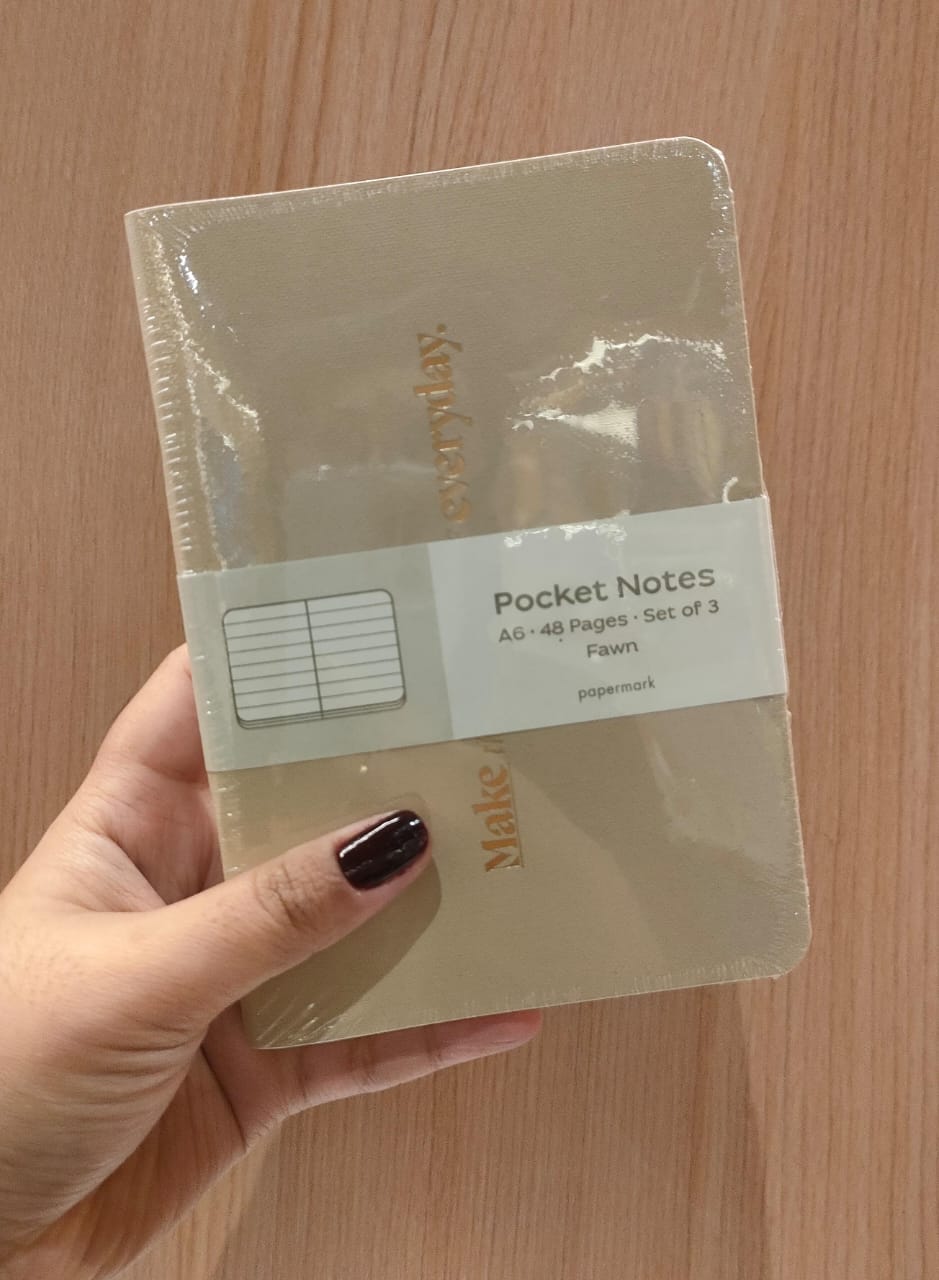 Make
everyday.
Pocket Notes
A6 · 48 Pages · Set of 3
Fawn
papermark